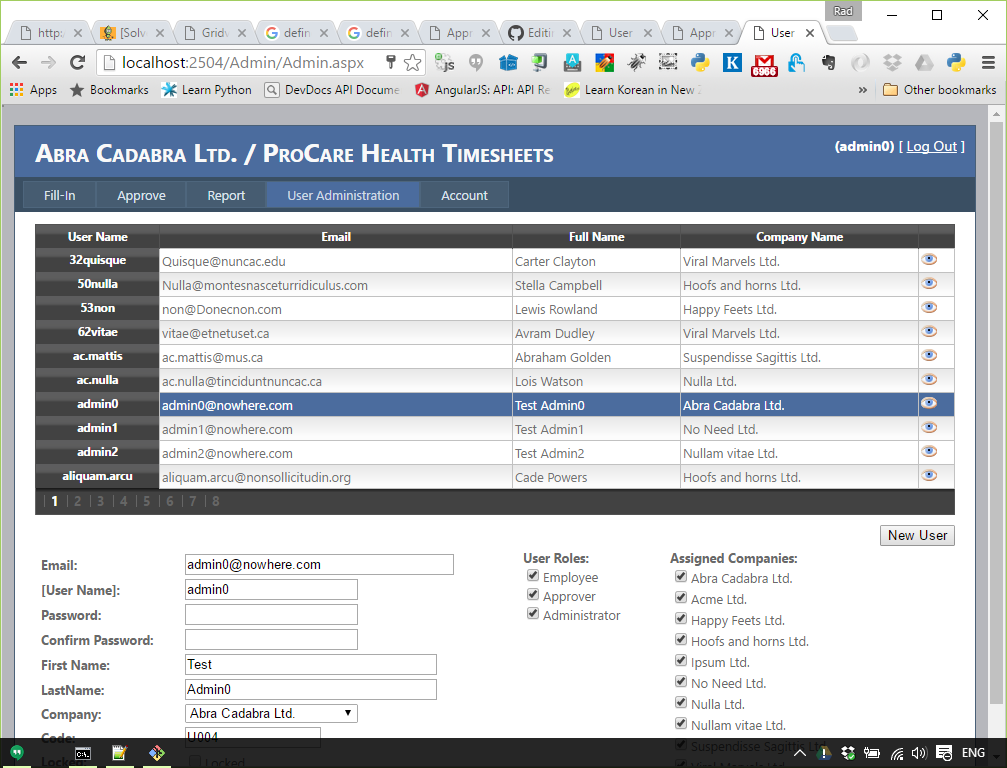 Rad
http:
[Solv
Gridv
defin
defin
Appr
Editi
User
Appr
User
localhost:2504/Admin/Admin.aspx
JS
K
6966
Apps
Bookmarks
Learn Python
DevDocs API Docume
AngularJS: API: API Re
Learn Korean in New
»
Other bookmarks
Abra Cadabra Ltd. / ProCare Health Timesheets
(admin0) [ Log Out ]
Fill-In Approve Report User Administration Account
User Name Email Full Name Company Name
32quisque Quisque@nuncac.edu Carter Clayton Viral Marvels Ltd.
50nulla Nulla@montesnasceturridiculus.com Stella Campbell Hoofs and horns Ltd.
53non non@Donecnon.com Lewis Rowland Happy Feets Ltd.
62vitae vitae@etnetuset.ca Avram Dudley Viral Marvels Ltd.
ac.mattis ac.mattis@mus.ca Abraham Golden Suspendisse Sagittis Ltd.
ac.nulla ac.nulla@tinciduntnuncac.ca Lois Watson Nulla Ltd.
admin0 admin0@nowhere.com Test Admin0 Abra Cadabra Ltd.
admin1 admin1@nowhere.com Test Admin1 No Need Ltd.
admin2 admin2@nowhere.com Test Admin2 Nullam vitae Ltd.
aliquam.arcu aliquam.arcu@nonsollicitudin.org Cade Powers Hoofs and horns Ltd.
| 1 | 2 | 3 | 4 | 5 | 6 | 7 | 8
New User
Email: admin0@nowhere.com
[User Name]: admin0
Password:
Confirm Password:
First Name: Test
LastName: Admin0
Company: Abra Cadabra Ltd.
Code: U004
Locked: Locked
User Roles:
Employee
Approver
Administrator
Assigned Companies:
Abra Cadabra Ltd.
Acme Ltd.
Happy Feets Ltd.
Hoofs and horns Ltd.
Ipsum Ltd.
No Need Ltd.
Nulla Ltd.
Nullam vitae Ltd.
Suspendisse Sagittis Ltd.
Viral Marvels Ltd.
ENG